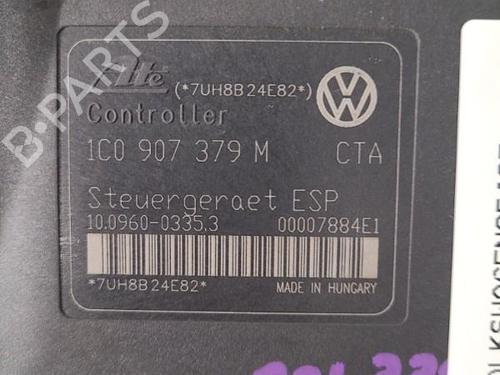 B-PARTS
Ate (*7UH8B24E82*)
Controller
1C0 907 379 M CTA
Steuergeraet ESP
10.0960-0335.3 00007884E1
*7UH8B24E82*
MADE IN HUNGARY